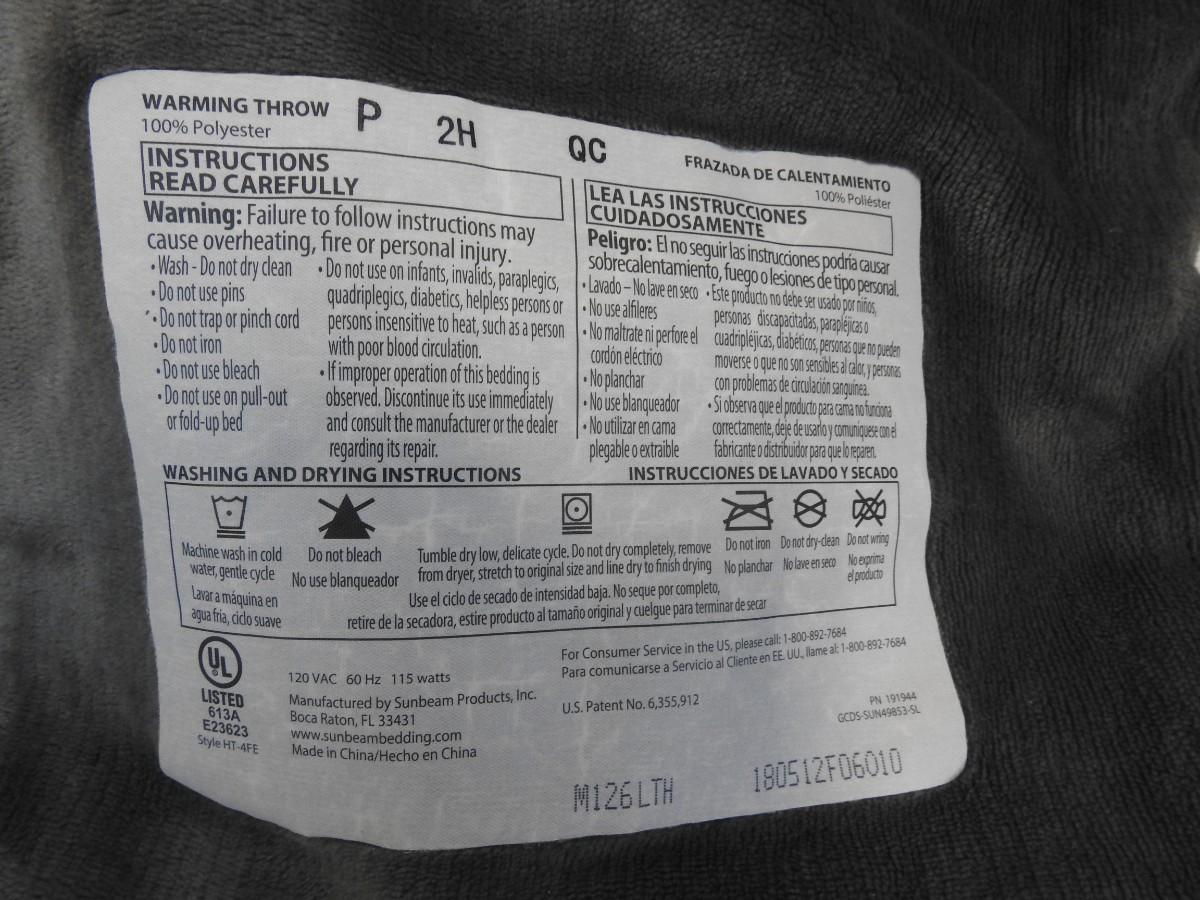 WARMING THROW
100% Polyester
P
2H
QC
FRAZADA DE CALENTAMIENTO
100% Poliéster
INSTRUCTIONS
READ CAREFULLY
Warning: Failure to follow instructions may
cause overheating, fire or personal injury.
• Wash - Do not dry clean
• Do not use pins
• Do not trap or pinch cord
• Do not iron
• Do not use bleach
• Do not use on pull-out
or fold-up bed
• Do not use on infants, invalids, paraplegics,
quadriplegics, diabetics, helpless persons or
persons insensitive to heat, such as a person
with poor blood circulation.
• If improper operation of this bedding is
observed. Discontinue its use immediately
and consult the manufacturer or the dealer
regarding its repair.
LEA LAS INSTRUCCIONES
CUIDADOSAMENTE
Peligro: El no seguir las instrucciones podría causar
sobrecalentamiento, fuego o lesiones de tipo personal.
• Lavado – No lave en seco
• No use alfileres
• No maltrate ni perfore el
cordón eléctrico
• No planchar
• No use blanqueador
• No utilizar en cama
plegable o extraible
• Este producto no debe ser usado por niños,
personas discapacitadas, parapléjicas o
cuadripléjicas, diabéticos, personas que no pueden
moverse o que no son sensibles al calor, y personas
con problemas de circulación sanguínea.
• Si observa que el producto para cama no funciona
correctamente, deje de usarlo y comuníquese con el
fabricante o distribuidor para que lo reparen.
WASHING AND DRYING INSTRUCTIONS
INSTRUCCIONES DE LAVADO Y SECADO
Machine wash in cold
water, gentle cycle
Lavar a máquina en
agua fría, ciclo suave
Do not bleach
No use blanqueador
Tumble dry low, delicate cycle. Do not dry completely, remove
from dryer, stretch to original size and line dry to finish drying
Use el ciclo de secado de intensidad baja. No seque por completo,
retire de la secadora, estire producto al tamaño original y cuelgue para terminar de secar
Do not iron
No planchar
Do not dry-clean
No lave en seco
Do not wring
No exprima
el producto
UL
LISTED
613A
E23623
Style HT-4FE
120 VAC 60 Hz 115 watts
Manufactured by Sunbeam Products, Inc.
Boca Raton, FL 33431
www.sunbeambedding.com
Made in China/Hecho en China
For Consumer Service in the US, please call: 1-800-892-7684
Para comunicarse a Servicio al Cliente en EE. UU., llame al: 1-800-892-7684
U.S. Patent No. 6,355,912
PN 191944
GCDS-SUN49853-SL
M126LTH
180512F06010